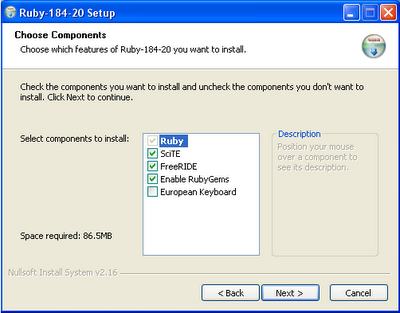 Ruby-184-20 Setup
Choose Components
Choose which features of Ruby-184-20 you want to install.
Check the components you want to install and uncheck the components you don't want to
install. Click Next to continue.
Select components to install:
Ruby
SciTE
FreeRIDE
Enable RubyGems
European Keyboard
Description
Position your mouse
over a component to
see its description.
Space required: 86.5MB
Nullsoft Install System v2.16
< Back
Next >
Cancel